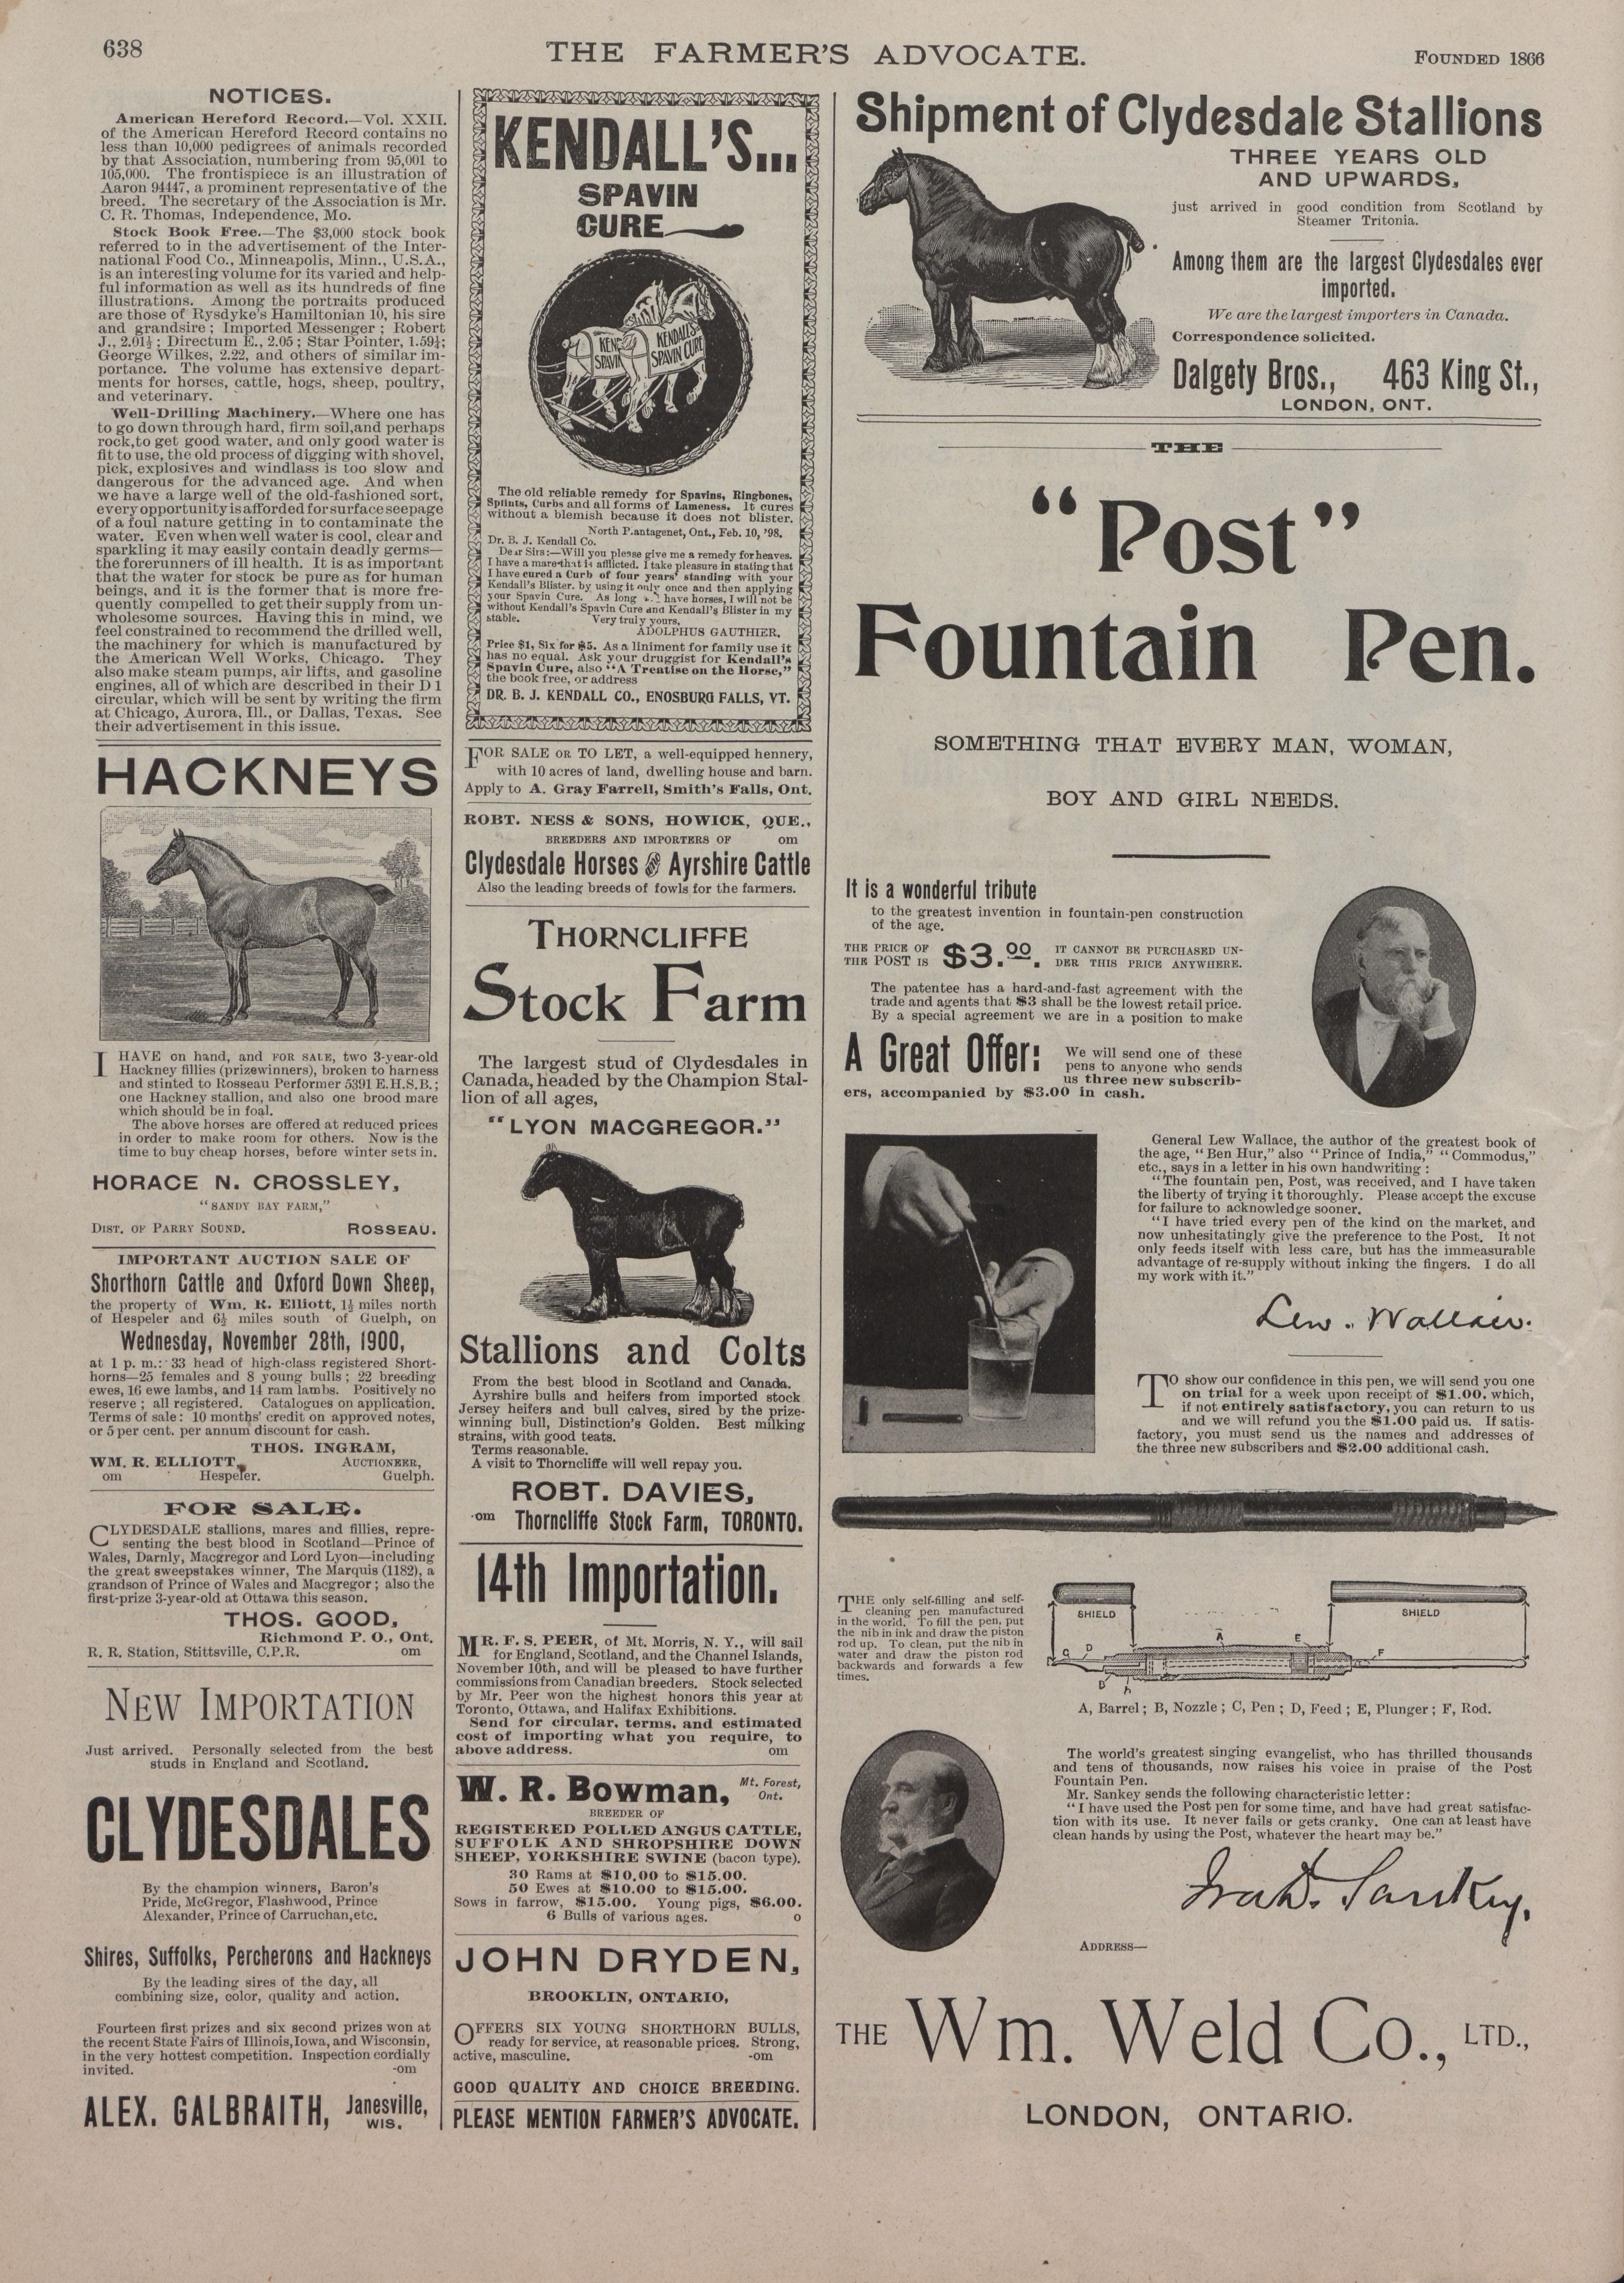 638
THE FARMER'S ADVOCATE.
FOUNDED 1866
NOTICES.
American Hereford Record.—Vol. XXII.
of the American Hereford Record contains no
less than 10,000 pedigrees of animals recorded
by that Association, numbering from 95,001 to
105,000. The frontispiece is an illustration of
Aaron 94447, a prominent representative of the
breed. The secretary of the Association is Mr.
C. R. Thomas, Independence, Mo.
Stock Book Free.—The $3,000 stock book
referred to in the advertisement of the Inter-
national Food Co., Minneapolis, Minn., U.S.A.,
is an interesting volume for its varied and help-
ful information as well as its hundreds of fine
illustrations. Among the portraits produced
are those of Rysdyke's Hamiltonian 10, his sire
and grandsire; Imported Messenger; Robert
J., 2.01½; Directum E., 2.05; Star Pointer, 1.59¼;
George Wilkes, 2.22, and others of similar im-
portance. The volume has extensive depart-
ments for horses, cattle, hogs, sheep, poultry,
and veterinary.
Well-Drilling Machinery.—Where one has
to go down through hard, firm soil, and perhaps
rock, to get good water, and only good water is
fit to use, the old process of digging with shovel,
pick, explosives and windlass is too slow and
dangerous for the advanced age. And when
we have a large well of the old-fashioned sort,
every opportunity is afforded for surface seepage
of a foul nature getting in to contaminate the
water. Even when well water is cool, clear and
sparkling it may easily contain deadly germs—
the forerunners of ill health. It is as important
that the water for stock be pure as for human
beings, and it is the former that is more fre-
quently compelled to get their supply from un-
wholesome sources. Having this in mind, we
feel constrained to recommend the drilled well,
the machinery for which is manufactured by
the American Well Works, Chicago. They
also make steam pumps, air lifts, and gasoline
engines, all of which are described in their D 1
circular, which will be sent by writing the firm
at Chicago, Aurora, Ill., or Dallas, Texas. See
their advertisement in this issue.
HACKNEYS
I HAVE on hand, and FOR SALE, two 3-year-old
Hackney fillies (prizewinners), broken to harness
and stinted to Rosseau Performer 5391 E.H.S.B.;
one Hackney stallion, and also one brood mare
which should be in foal.
The above horses are offered at reduced prices
in order to make room for others. Now is the
time to buy cheap horses, before winter sets in.
HORACE N. CROSSLEY,
"SANDY BAY FARM,"
DIST. OF PARRY SOUND. ROSSEAU.
IMPORTANT AUCTION SALE OF
Shorthorn Cattle and Oxford Down Sheep,
the property of Wm. R. Elliott, 1½ miles north
of Hespeler and 6½ miles south of Guelph, on
Wednesday, November 28th, 1900,
at 1 p. m.: 33 head of high-class registered Short-
horns—25 females and 8 young bulls; 22 breeding
ewes, 16 ewe lambs, and 14 ram lambs. Positively no
reserve; all registered. Catalogues on application.
Terms of sale: 10 months' credit on approved notes,
or 5 per cent. per annum discount for cash.
THOS. INGRAM,
WM. R. ELLIOTT, AUCTIONEER,
om Hespeler. Guelph.
FOR SALE.
CLYDESDALE stallions, mares and fillies, repre-
senting the best blood in Scotland—Prince of
Wales, Darnly, Macgregor and Lord Lyon—including
the great sweepstakes winner, The Marquis (1182), a
grandson of Prince of Wales and Macgregor; also the
first-prize 3-year-old at Ottawa this season.
THOS. GOOD,
Richmond P. O., Ont.
R. R. Station, Stittsville, C.P.R. om
NEW IMPORTATION
Just arrived. Personally selected from the best
studs in England and Scotland.
CLYDESDALES
By the champion winners, Baron's
Pride, McGregor, Flashwood, Prince
Alexander, Prince of Carruchan, etc.
Shires, Suffolks, Percherons and Hackneys
By the leading sires of the day, all
combining size, color, quality and action.
Fourteen first prizes and six second prizes won at
the recent State Fairs of Illinois, Iowa, and Wisconsin,
in the very hottest competition. Inspection cordially
invited. -om
ALEX. GALBRAITH, Janesville,
WIS.
KENDALL'S...
SPAVIN
CURE
KEN
SPAVIN
KENDALL'S
SPAVIN CURE
The old reliable remedy for Spavins, Ringbones,
Splints, Curbs and all forms of Lameness. It cures
without a blemish because it does not blister.
North Plantagenet, Ont., Feb. 10, '98.
Dr. B. J. Kendall Co.
Dear Sirs:—Will you please give me a remedy for heaves.
I have a mare that is afflicted. I take pleasure in stating that
I have cured a Curb of four years' standing with your
Kendall's Blister, by using it only once and then applying
your Spavin Cure. As long have horses, I will not be
without Kendall's Spavin Cure and Kendall's Blister in my
stable. Very truly yours,
ADOLPHUS GAUTHIER.
Price $1, Six for $5. As a liniment for family use it
has no equal. Ask your druggist for Kendall's
Spavin Cure, also "A Treatise on the Horse,"
the book free, or address
DR. B. J. KENDALL CO., ENOSBURG FALLS, VT.
FOR SALE OR TO LET, a well-equipped hennery,
with 10 acres of land, dwelling house and barn.
Apply to A. Gray Farrell, Smith's Falls, Ont.
ROBT. NESS & SONS, HOWICK, QUE.,
BREEDERS AND IMPORTERS OF om
Clydesdale Horses and Ayrshire Cattle
Also the leading breeds of fowls for the farmers.
THORNCLIFFE
Stock Farm
The largest stud of Clydesdales in
Canada, headed by the Champion Stal-
lion of all ages,
"LYON MACGREGOR."
Stallions and Colts
From the best blood in Scotland and Canada.
Ayrshire bulls and heifers from imported stock
Jersey heifers and bull calves, sired by the prize-
winning bull, Distinction's Golden. Best milking
strains, with good teats.
Terms reasonable.
A visit to Thorncliffe will well repay you.
ROBT. DAVIES,
-om Thorncliffe Stock Farm, TORONTO.
14th Importation.
MR. F. S. PEER, of Mt. Morris, N. Y., will sail
for England, Scotland, and the Channel Islands,
November 10th, and will be pleased to have further
commissions from Canadian breeders. Stock selected
by Mr. Peer won the highest honors this year at
Toronto, Ottawa, and Halifax Exhibitions.
Send for circular, terms, and estimated
cost of importing what you require, to
above address. om
W. R. Bowman, Mt. Forest,
Ont.
BREEDER OF
REGISTERED POLLED ANGUS CATTLE,
SUFFOLK AND SHROPSHIRE DOWN
SHEEP, YORKSHIRE SWINE (bacon type).
30 Rams at $10.00 to $15.00.
50 Ewes at $10.00 to $15.00.
Sows in farrow, $15.00. Young pigs, $6.00.
6 Bulls of various ages. o
JOHN DRYDEN,
BROOKLIN, ONTARIO,
OFFERS SIX YOUNG SHORTHORN BULLS,
ready for service, at reasonable prices. Strong,
active, masculine. -om
GOOD QUALITY AND CHOICE BREEDING.
PLEASE MENTION FARMER'S ADVOCATE.
Shipment of Clydesdale Stallions
THREE YEARS OLD
AND UPWARDS,
just arrived in good condition from Scotland by
Steamer Tritonia.
Among them are the largest Clydesdales ever
imported.
We are the largest importers in Canada.
Correspondence solicited.
Dalgety Bros., 463 King St.,
LONDON, ONT.
THE
"Post"
Fountain Pen.
SOMETHING THAT EVERY MAN, WOMAN,
BOY AND GIRL NEEDS.
It is a wonderful tribute
to the greatest invention in fountain-pen construction
of the age.
THE PRICE OF
THE POST IS $3.00. IT CANNOT BE PURCHASED UN-
DER THIS PRICE ANYWHERE.
The patentee has a hard-and-fast agreement with the
trade and agents that $3 shall be the lowest retail price.
By a special agreement we are in a position to make
A Great Offer: We will send one of these
pens to anyone who sends
us three new subscrib-
ers, accompanied by $3.00 in cash.
General Lew Wallace, the author of the greatest book of
the age, "Ben Hur," also "Prince of India," "Commodus,"
etc., says in a letter in his own handwriting:
"The fountain pen, Post, was received, and I have taken
the liberty of trying it thoroughly. Please accept the excuse
for failure to acknowledge sooner.
"I have tried every pen of the kind on the market, and
now unhesitatingly give the preference to the Post. It not
only feeds itself with less care, but has the immeasurable
advantage of re-supply without inking the fingers. I do all
my work with it."
Lew. Wallace.
TO show our confidence in this pen, we will send you one
on trial for a week upon receipt of $1.00, which,
if not entirely satisfactory, you can return to us
and we will refund you the $1.00 paid us. If satis-
factory, you must send us the names and addresses of
the three new subscribers and $2.00 additional cash.
THE only self-filling and self-
cleaning pen manufactured
in the world. To fill the pen, put
the nib in ink and draw the piston
rod up. To clean, put the nib in
water and draw the piston rod
backwards and forwards a few
times.
SHIELD SHIELD
C D A E F
D A
A, Barrel; B, Nozzle; C, Pen; D, Feed; E, Plunger; F, Rod.
The world's greatest singing evangelist, who has thrilled thousands
and tens of thousands, now raises his voice in praise of the Post
Fountain Pen.
Mr. Sankey sends the following characteristic letter:
"I have used the Post pen for some time, and have had great satisfac-
tion with its use. It never fails or gets cranky. One can at least have
clean hands by using the Post, whatever the heart may be."
Ira D. Sankey.
ADDRESS—
THE Wm. Weld Co., LTD.,
LONDON, ONTARIO.